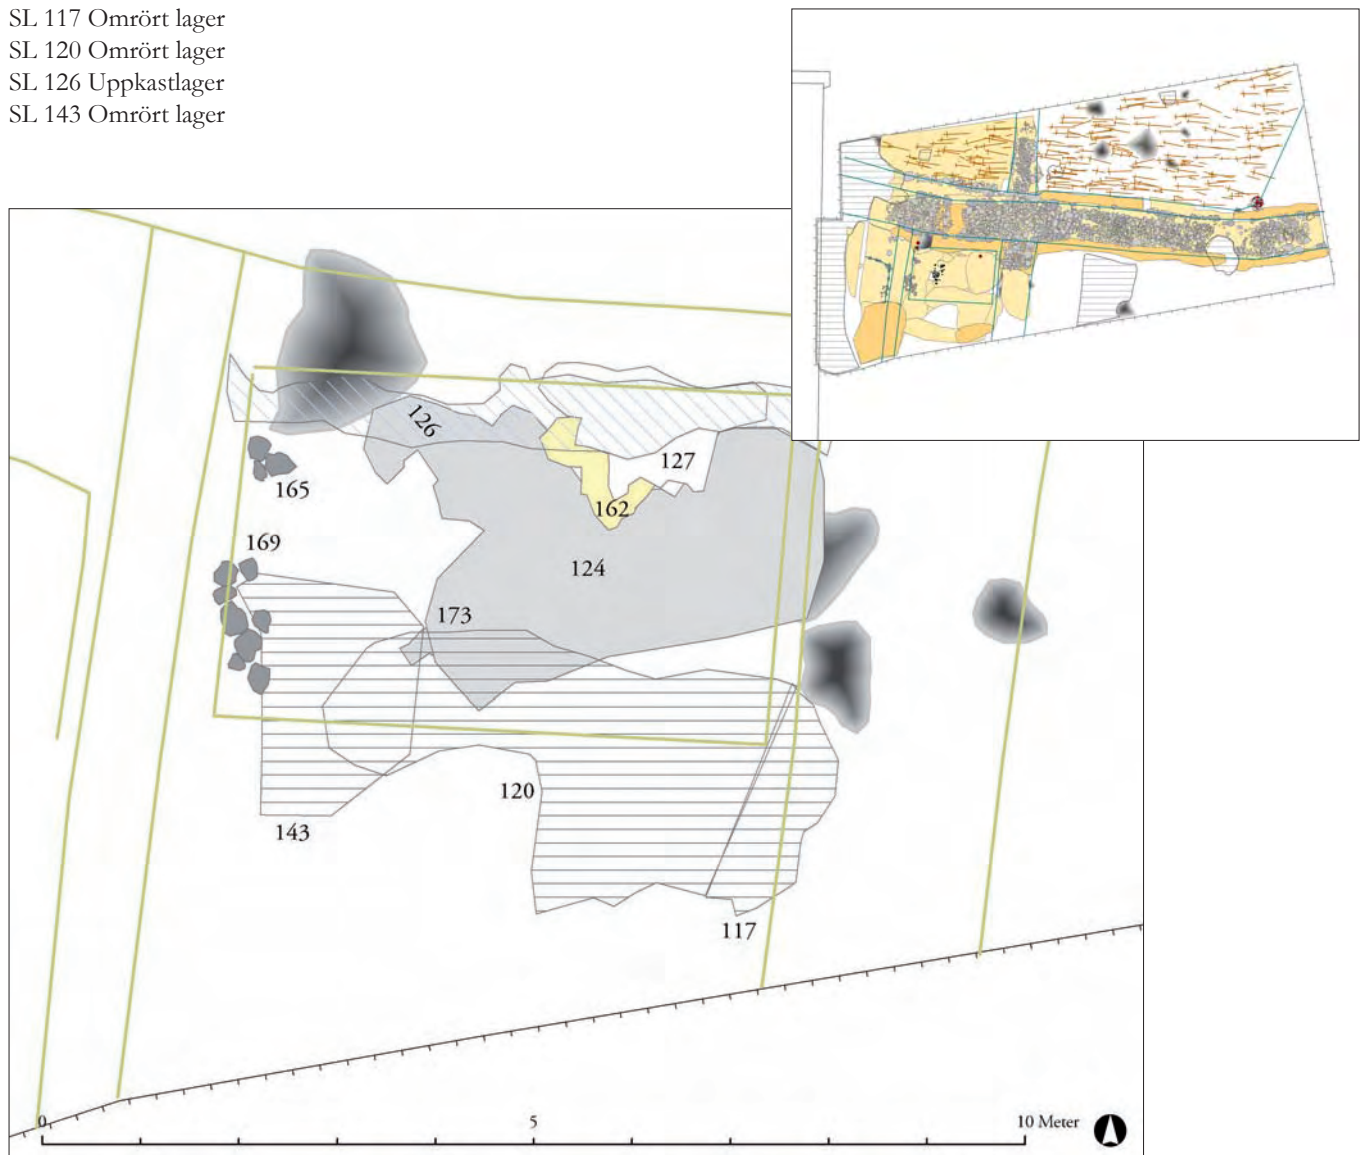 SL 117 Omrört lager
SL 120 Omrört lager
SL 126 Uppkastlager
SL 143 Omrört lager
126
127
165
162
169
124
173
120
143
117
0
5
10 Meter